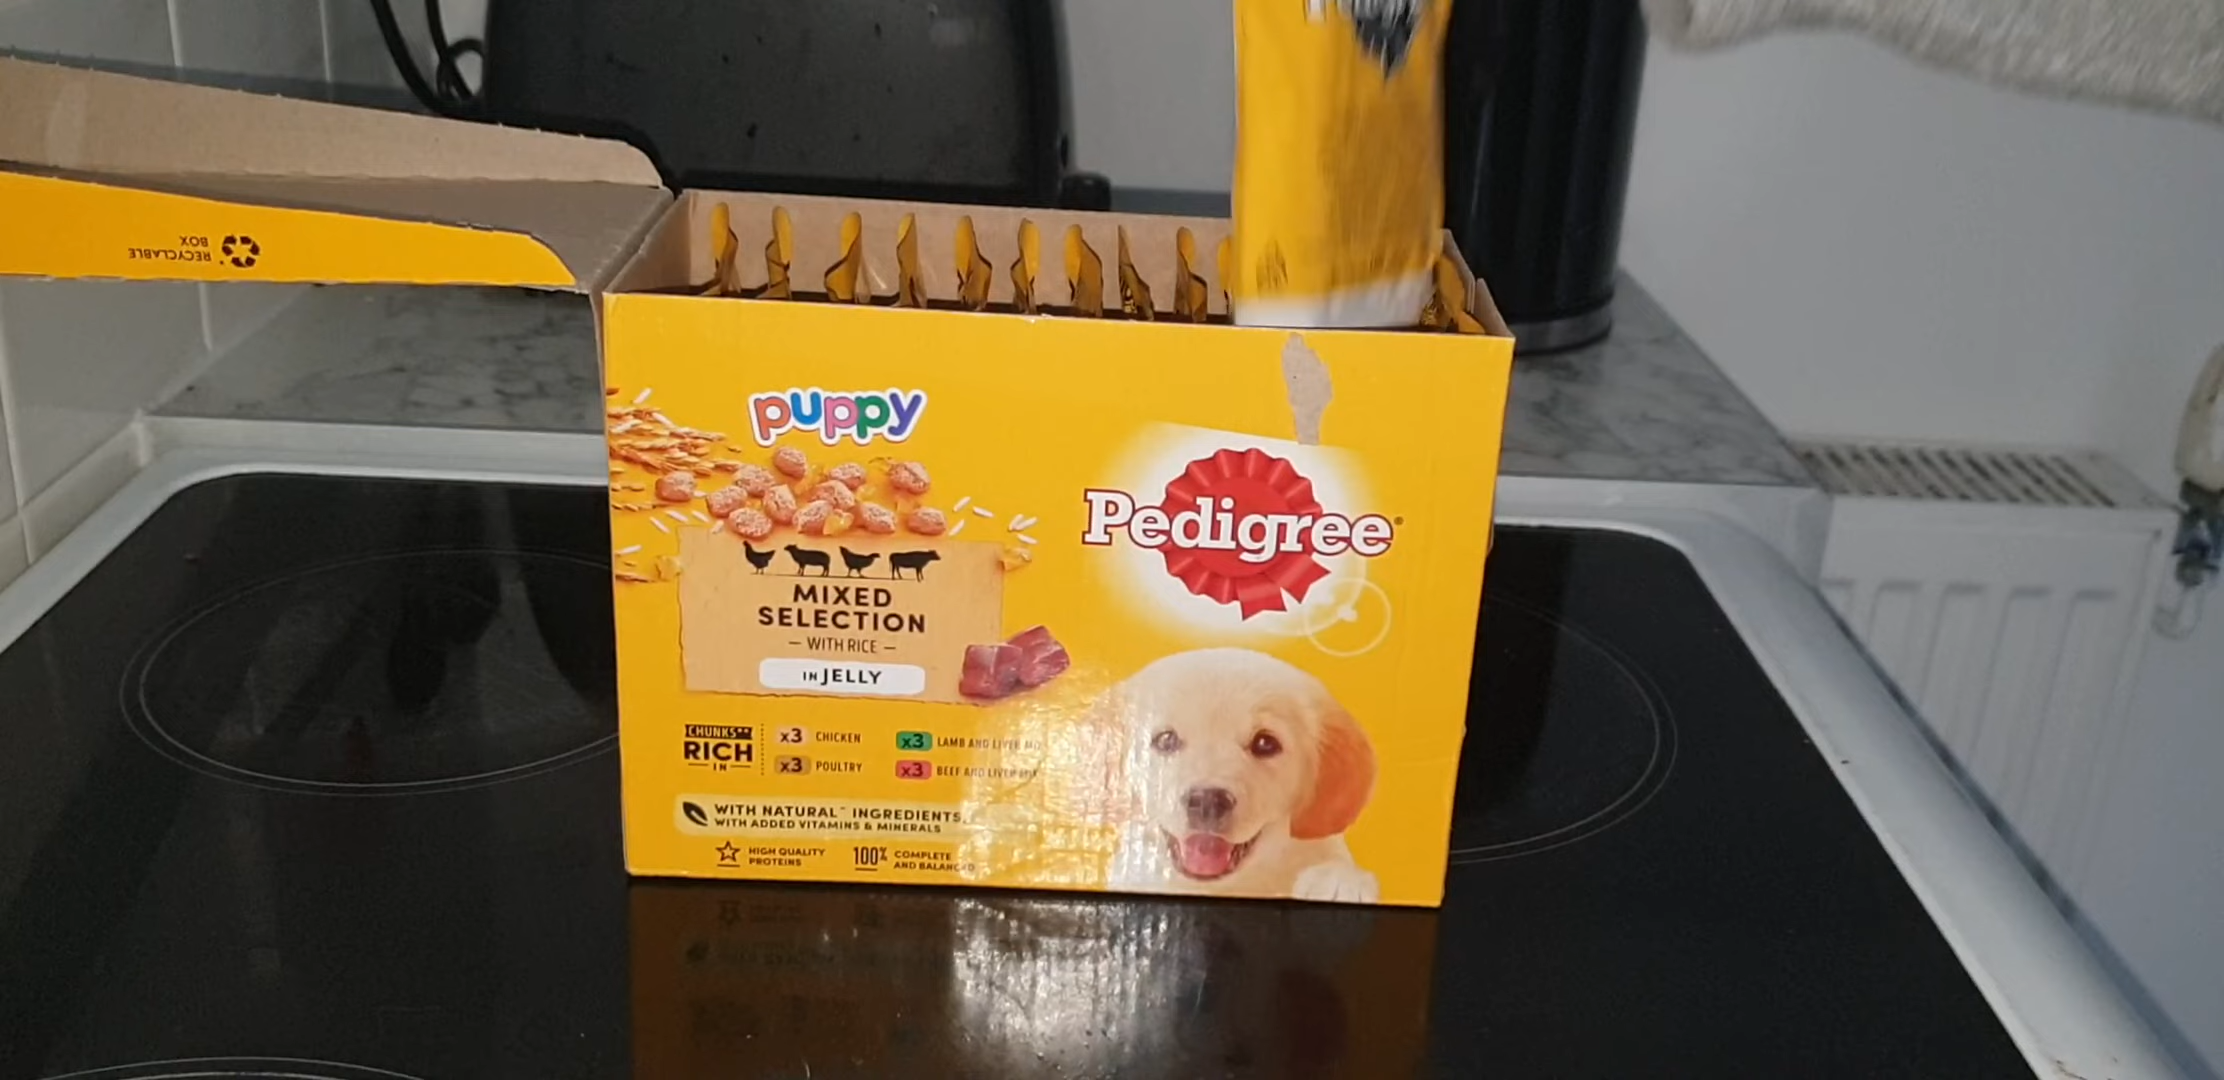 RECYCLABLE
BOX
puppy
Pedigree®
MIXED
SELECTION
– WITH RICE –
IN JELLY
CHUNKS**
RICH
– IN –
x3 CHICKEN
x3 POULTRY
x3 LAMB AND LIVER
x3 BEEF AND LIVER MIX
WITH NATURAL~ INGREDIENTS
WITH ADDED VITAMINS & MINERALS
HIGH QUALITY
PROTEINS
100% COMPLETE
AND BALANCED